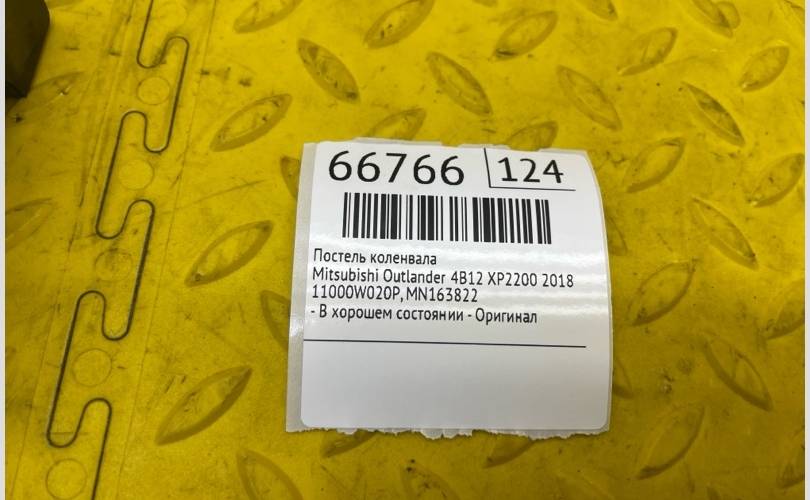 66766 124
Постель коленвала
Mitsubishi Outlander 4B12 XP2200 2018
11000W020P,MN163822
- В хорошем состоянии - Оригинал